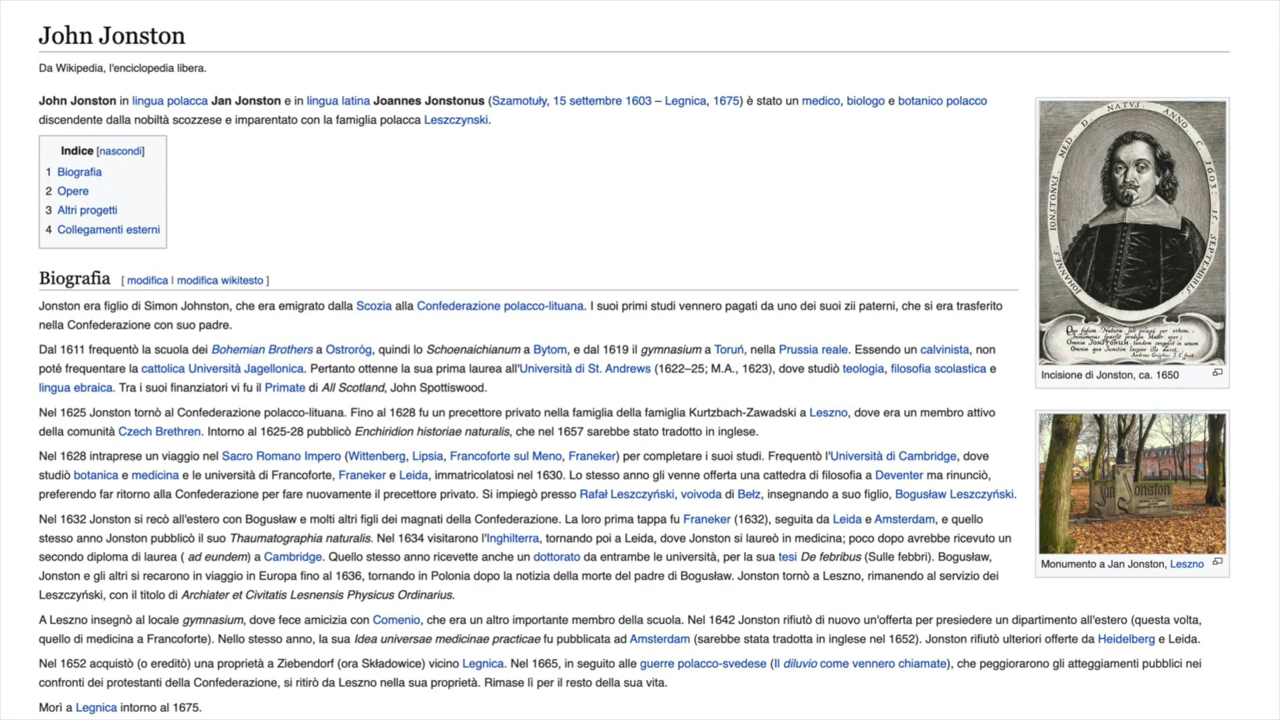 John Jonston
Da Wikipedia, l'enciclopedia libera.
John Jonston in lingua polacca Jan Jonston e in lingua latina Joannes Jonstonus (Szamotuły, 15 settembre 1603 – Legnica, 1675) è stato un medico, biologo e botanico polacco
discendente dalla nobiltà scozzese e imparentato con la famiglia polacca Leszczynski.
Indice [nascondi]
1 Biografia
2 Opere
3 Altri progetti
4 Collegamenti esterni
Biografia [ modifica | modifica wikitesto ]
Jonston era figlio di Simon Johnston, che era emigrato dalla Scozia alla Confederazione polacco-lituana. I suoi primi studi vennero pagati da uno dei suoi zii paterni, che si era trasferito
nella Confederazione con suo padre.
Dal 1611 frequentò la scuola dei Bohemian Brothers a Ostroróg, quindi lo Schönaichianum a Bytom, e dal 1619 il gymnasium a Toruń, nella Prussia reale. Essendo un calvinista, non
poté frequentare la cattolica Università Jagellonica. Pertanto ottenne la sua prima laurea all'Università di St. Andrews (1622–25; M.A., 1623), dove studiò teologia, filosofia scolastica e
lingua ebraica. Tra i suoi finanziatori vi fu il Primate di All Scotland, John Spottiswood.
Nel 1625 Jonston tornò al Confederazione polacco-lituana. Fino al 1628 fu un precettore privato nella famiglia della famiglia Kurtzbach-Zawadski a Leszno, dove era un membro attivo
della comunità Czech Brethren. Intorno al 1625-28 pubblicò Enchiridion historiae naturalis, che nel 1657 sarebbe stato tradotto in inglese.
Nel 1628 intraprese un viaggio nel Sacro Romano Impero (Wittenberg, Lipsia, Francoforte sul Meno, Franeker) per completare i suoi studi. Frequentò l'Università di Cambridge, dove
studiò botanica e medicina e le università di Francoforte, Franeker e Leida, immatricolatosi nel 1630. Lo stesso anno gli venne offerta una cattedra di filosofia a Deventer ma rinunciò,
preferendo far ritorno alla Confederazione per fare nuovamente il precettore privato. Si impiegò presso Rafał Leszczyński, voivoda di Bełz, insegnando a suo figlio, Bogusław Leszczyński.
Nel 1632 Jonston si recò all'estero con Bogusław e molti altri figli dei magnati della Confederazione. La loro prima tappa fu Franeker (1632), seguita da Leida e Amsterdam, e quello
stesso anno Jonston pubblicò il suo Thaumatographia naturalis. Nel 1634 visitarono l'Inghilterra, tornando poi a Leida, dove Jonston si laureò in medicina; poco dopo avrebbe ricevuto un
secondo diploma di laurea ( ad eundem) a Cambridge. Quello stesso anno ricevette anche un dottorato da entrambe le università, per la sua tesi De febribus (Sulle febbri). Bogusław,
Jonston e gli altri si recarono in viaggio in Europa fino al 1636, tornando in Polonia dopo la notizia della morte del padre di Bogusław. Jonston tornò a Leszno, rimanendo al servizio dei
Leszczyński, con il titolo di Archiater et Civitatis Lesnensis Physicus Ordinarius.
A Leszno insegnò al locale gymnasium, dove fece amicizia con Comenio, che era un altro importante membro della scuola. Nel 1642 Jonston rifiutò di nuovo un'offerta per presiedere un dipartimento all'estero (questa volta,
quello di medicina a Francoforte). Nello stesso anno, la sua Idea universae medicinae practicae fu pubblicata ad Amsterdam (sarebbe stata tradotta in inglese nel 1652). Jonston rifiutò ulteriori offerte da Heidelberg e Leida.
Nel 1652 acquistò (o ereditò) una proprietà a Ziebendorf (ora Składowice) vicino Legnica. Nel 1665, in seguito alle guerre polacco-svedese (Il diluvio come vennero chiamate), che peggiorarono gli atteggiamenti pubblici nei
confronti dei protestanti della Confederazione, si ritirò da Leszno nella sua proprietà. Rimase lì per il resto della sua vita.
Morì a Legnica intorno al 1675.
JOHANNES IONSTONVS MED. D. NATVS ANNO C. 1603. 15. SEPTEMBRIS
Incisione di Jonston, ca. 1650
Jan Jonston
Monumento a Jan Jonston, Leszno